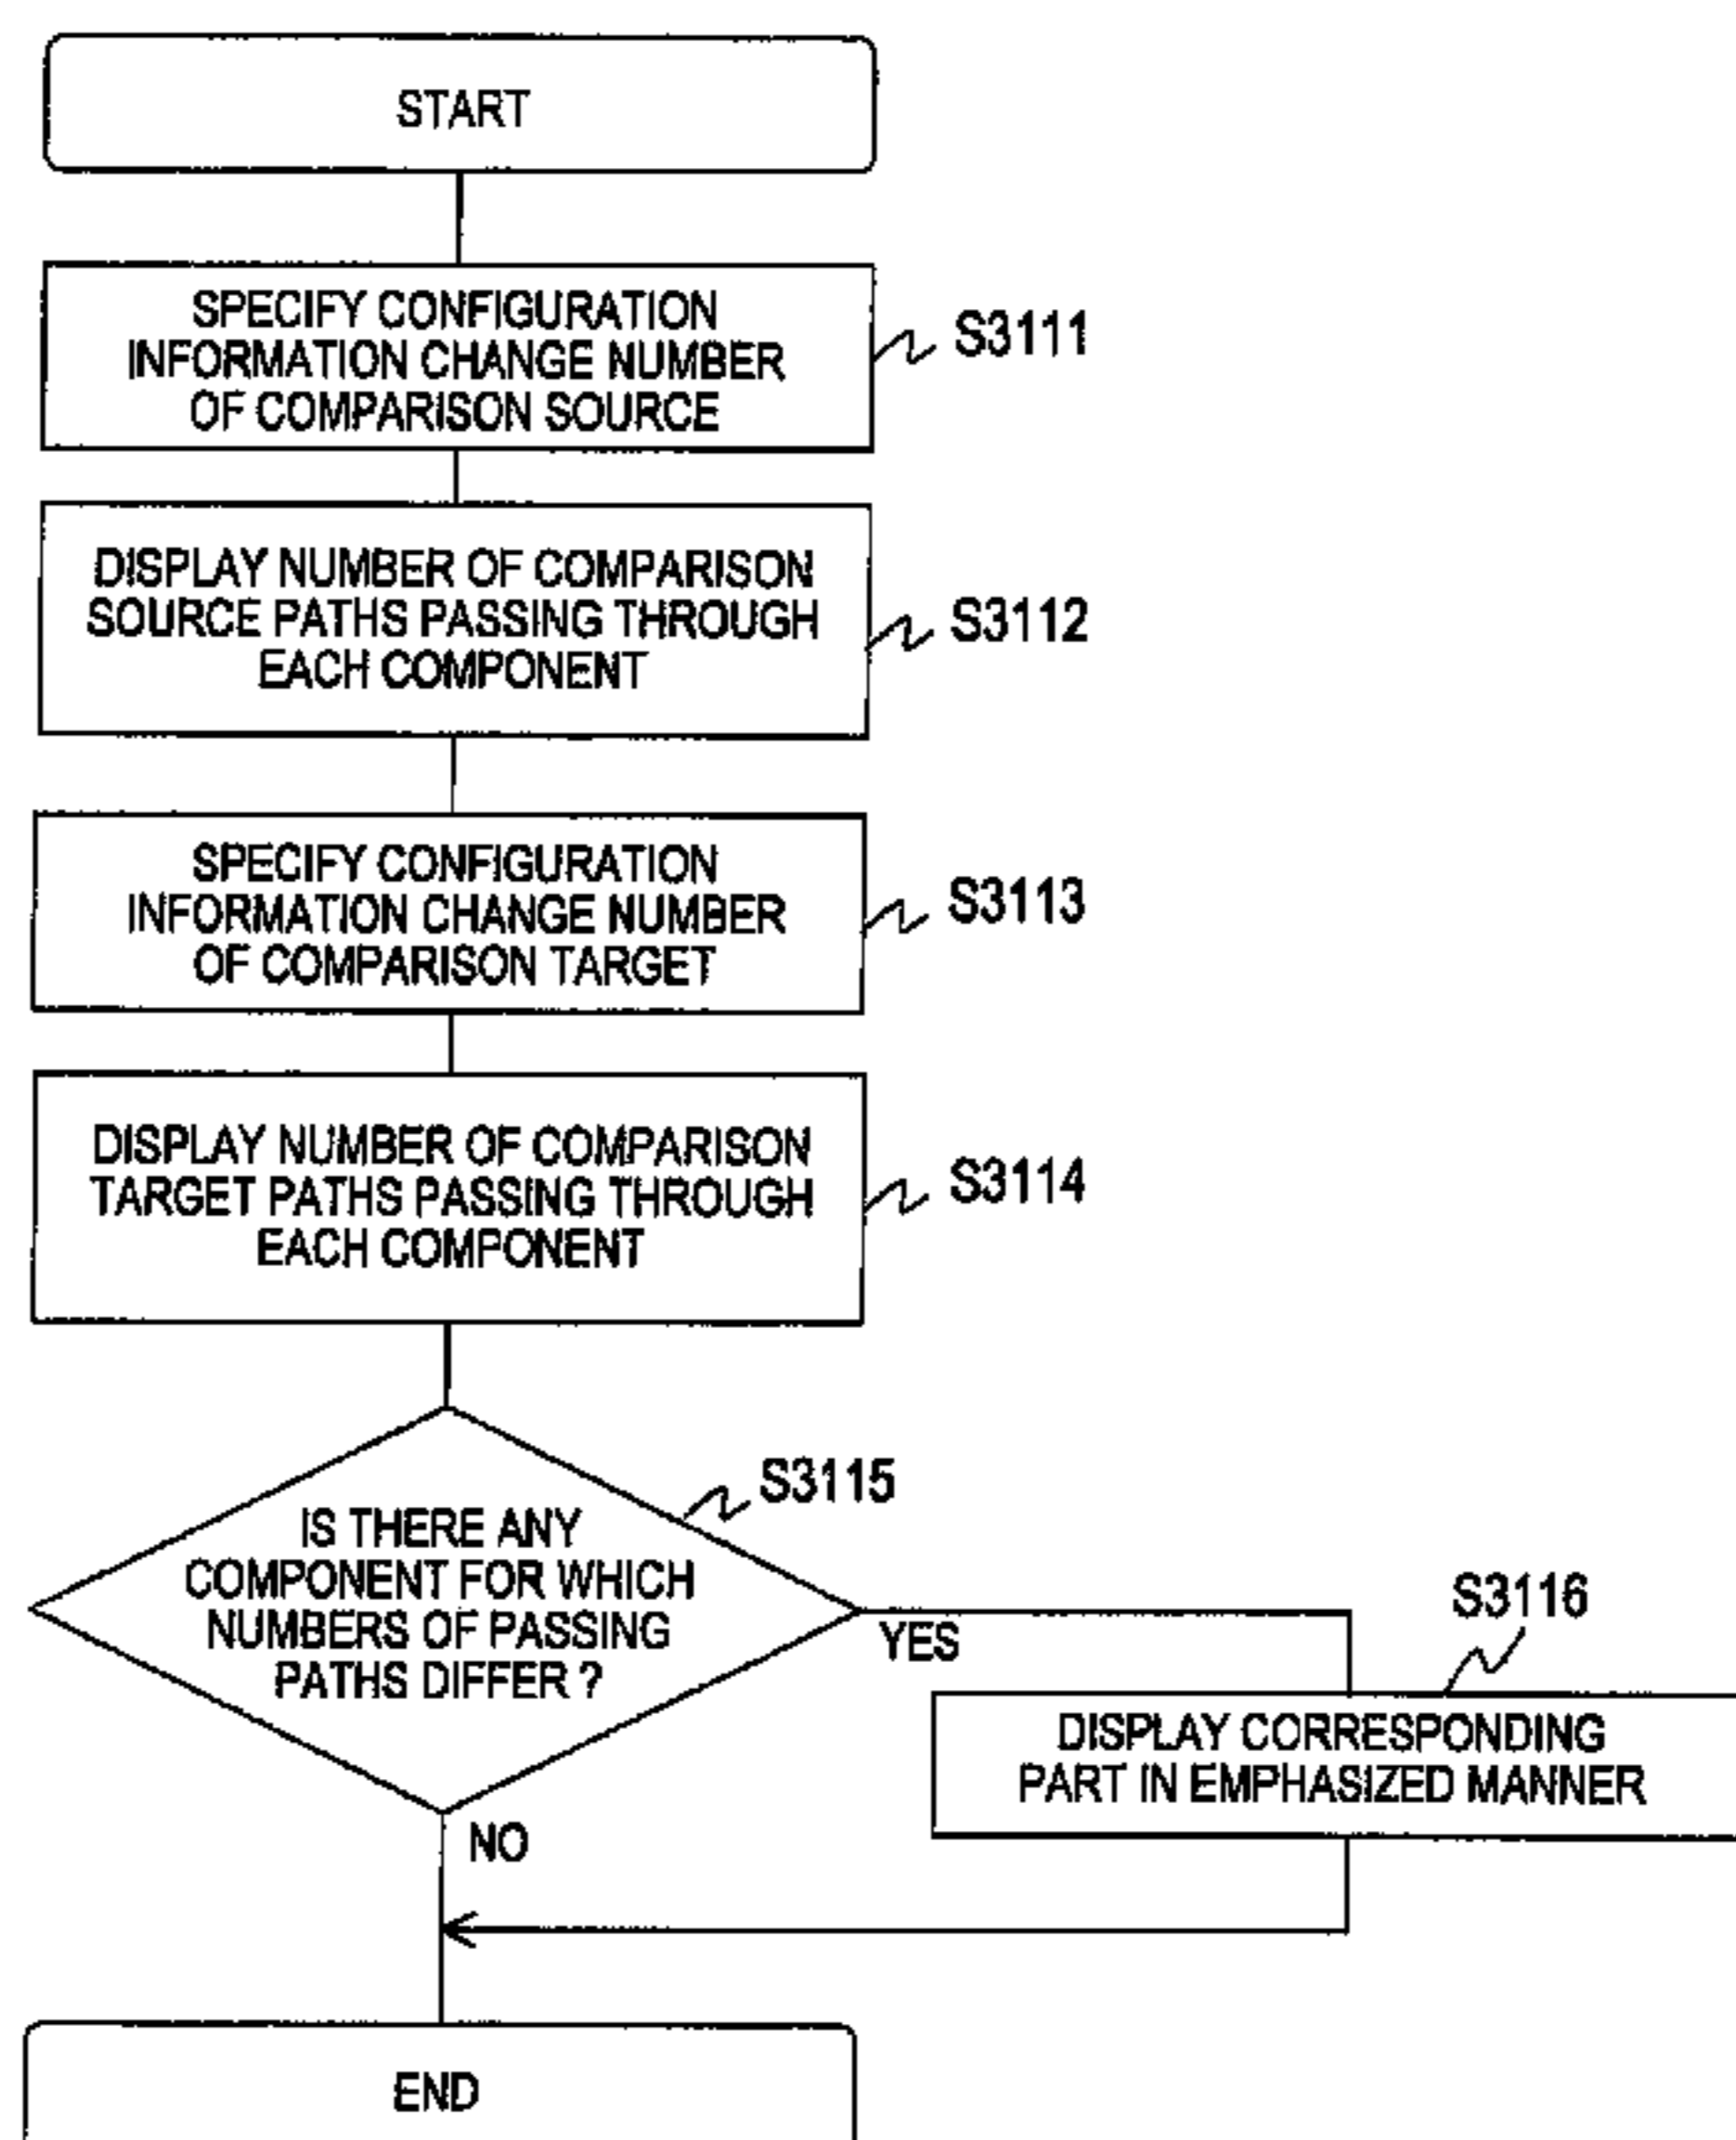 START
SPECIFY CONFIGURATION
INFORMATION CHANGE NUMBER
OF COMPARISON SOURCE
S3111
DISPLAY NUMBER OF COMPARISON
SOURCE PATHS PASSING THROUGH
EACH COMPONENT
S3112
SPECIFY CONFIGURATION
INFORMATION CHANGE NUMBER
OF COMPARISON TARGET
S3113
DISPLAY NUMBER OF COMPARISON
TARGET PATHS PASSING THROUGH
EACH COMPONENT
S3114
IS THERE ANY
COMPONENT FOR WHICH
NUMBERS OF PASSING
PATHS DIFFER ?
S3115
YES
S3116
DISPLAY CORRESPONDING
PART IN EMPHASIZED MANNER
NO
END